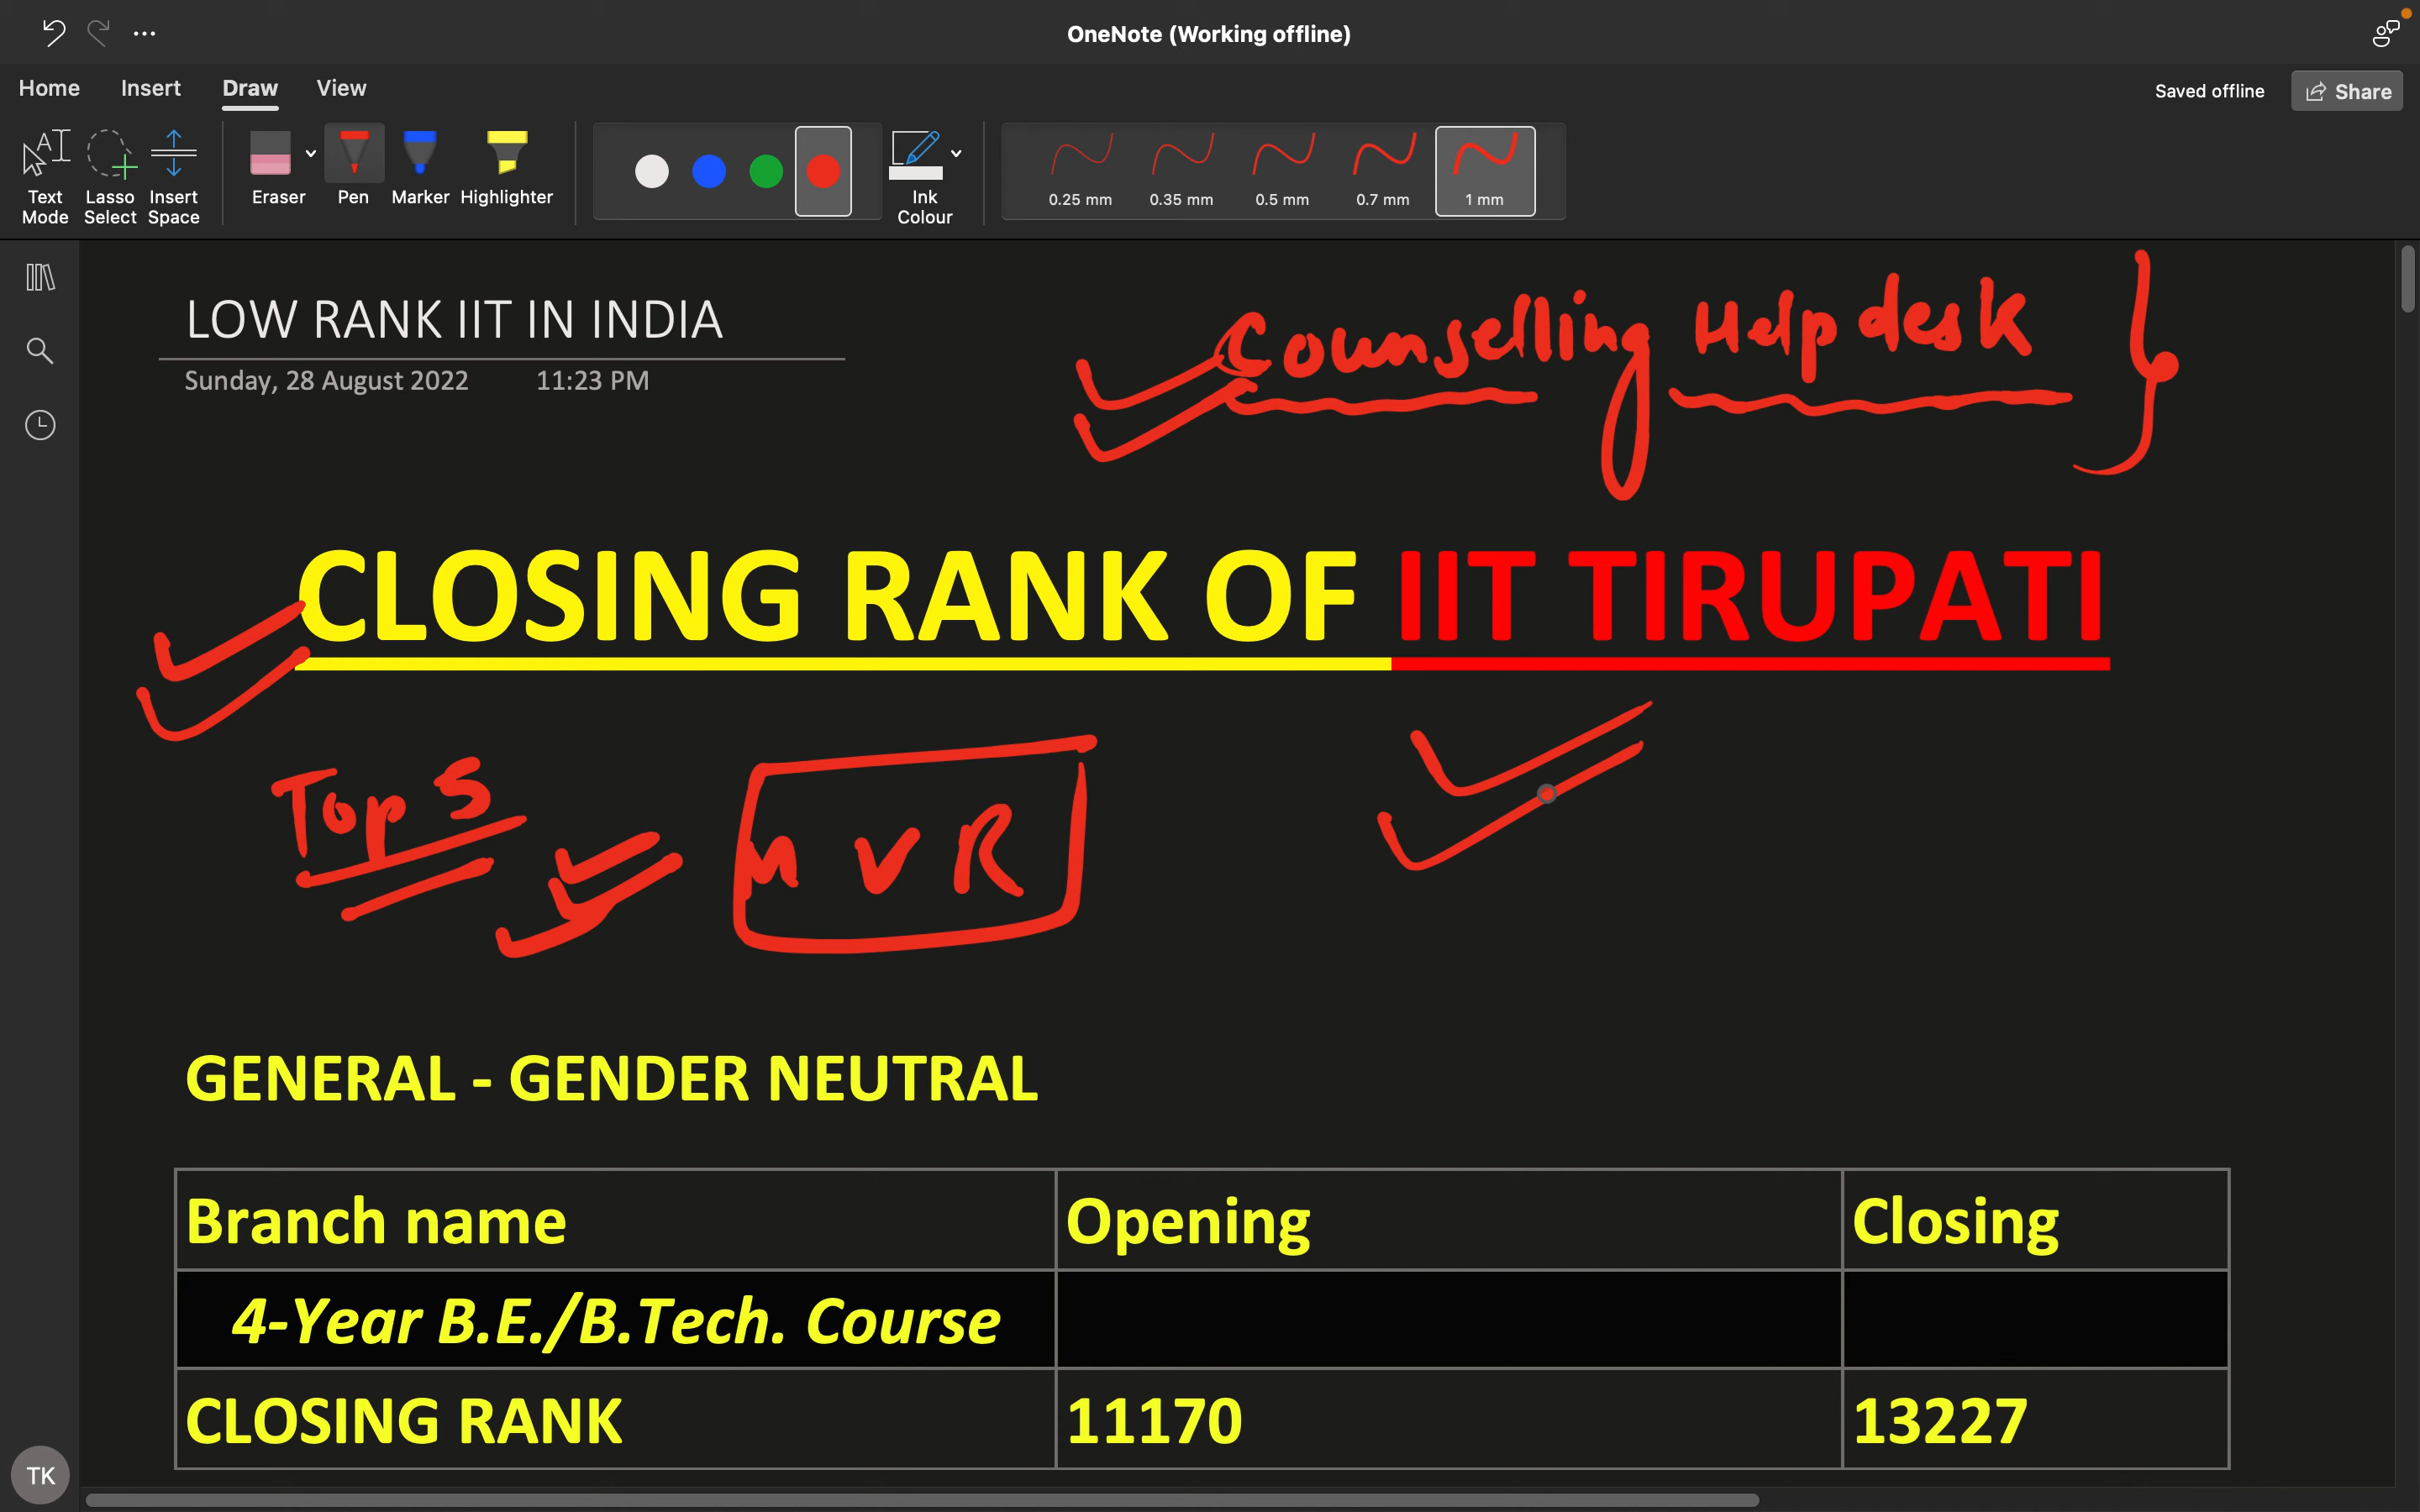 OneNote (Working offline)
Home Insert Draw View
Saved offline Share
Text Mode
Lasso Select
Insert Space
Eraser
Pen
Marker
Highlighter
Ink Colour
0.25 mm 0.35 mm 0.5 mm 0.7 mm 1 mm
LOW RANK IIT IN INDIA
Sunday, 28 August 2022 11:23 PM
Counselling Helpdesk
CLOSING RANK OF IIT TIRUPATI
Top 5
M V R
GENERAL - GENDER NEUTRAL
Branch name Opening Closing
4-Year B.E./B.Tech. Course
CLOSING RANK 11170 13227
TK